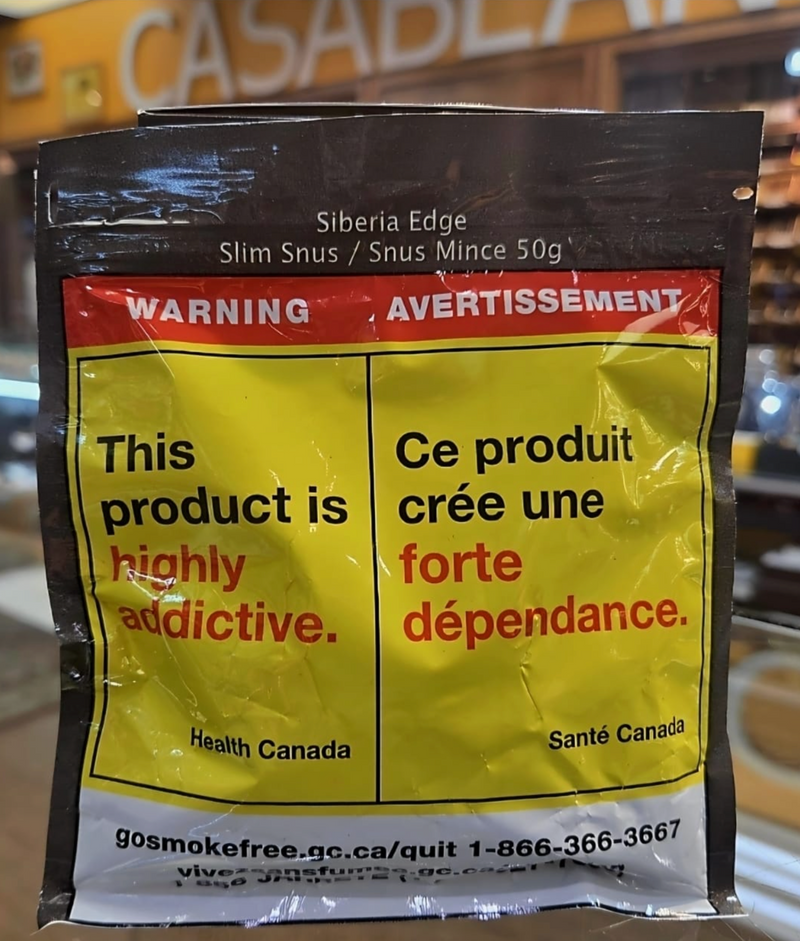 CASABLAN
Siberia Edge
Slim Snus / Snus Mince 50g
WARNING
This
product is
highly
addictive.
Health Canada
AVERTISSEMENT
Ce produit
crée une
forte
dépendance.
Santé Canada
gosmokefree.gc.ca/quit 1-866-366-3667